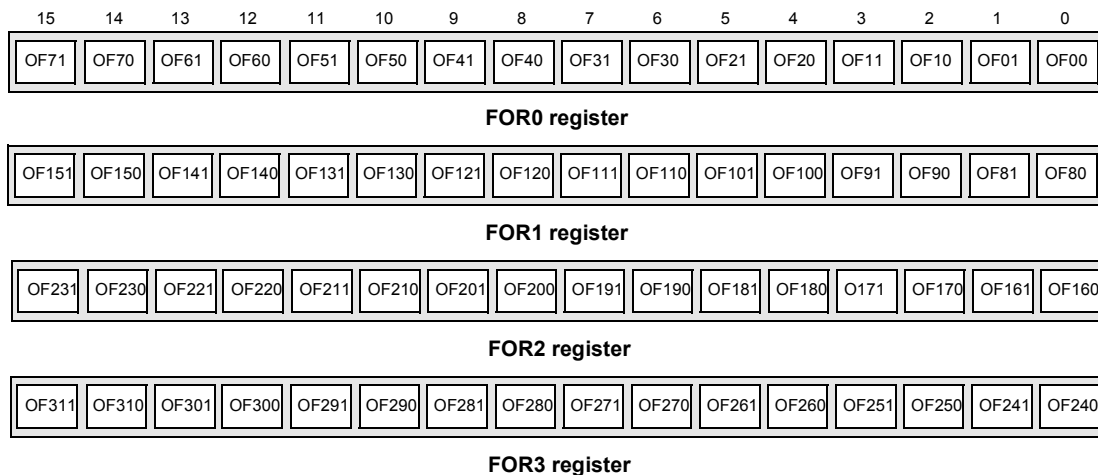 15 14 13 12 11 10 9 8 7 6 5 4 3 2 1 0
OF71 OF70 OF61 OF60 OF51 OF50 OF41 OF40 OF31 OF30 OF21 OF20 OF11 OF10 OF01 OF00
FOR0 register
OF151 OF150 OF141 OF140 OF131 OF130 OF121 OF120 OF111 OF110 OF101 OF100 OF91 OF90 OF81 OF80
FOR1 register
OF231 OF230 OF221 OF220 OF211 OF210 OF201 OF200 OF191 OF190 OF181 OF180 O171 OF170 OF161 OF160
FOR2 register
OF311 OF310 OF301 OF300 OF291 OF290 OF281 OF280 OF271 OF270 OF261 OF260 OF251 OF250 OF241 OF240
FOR3 register